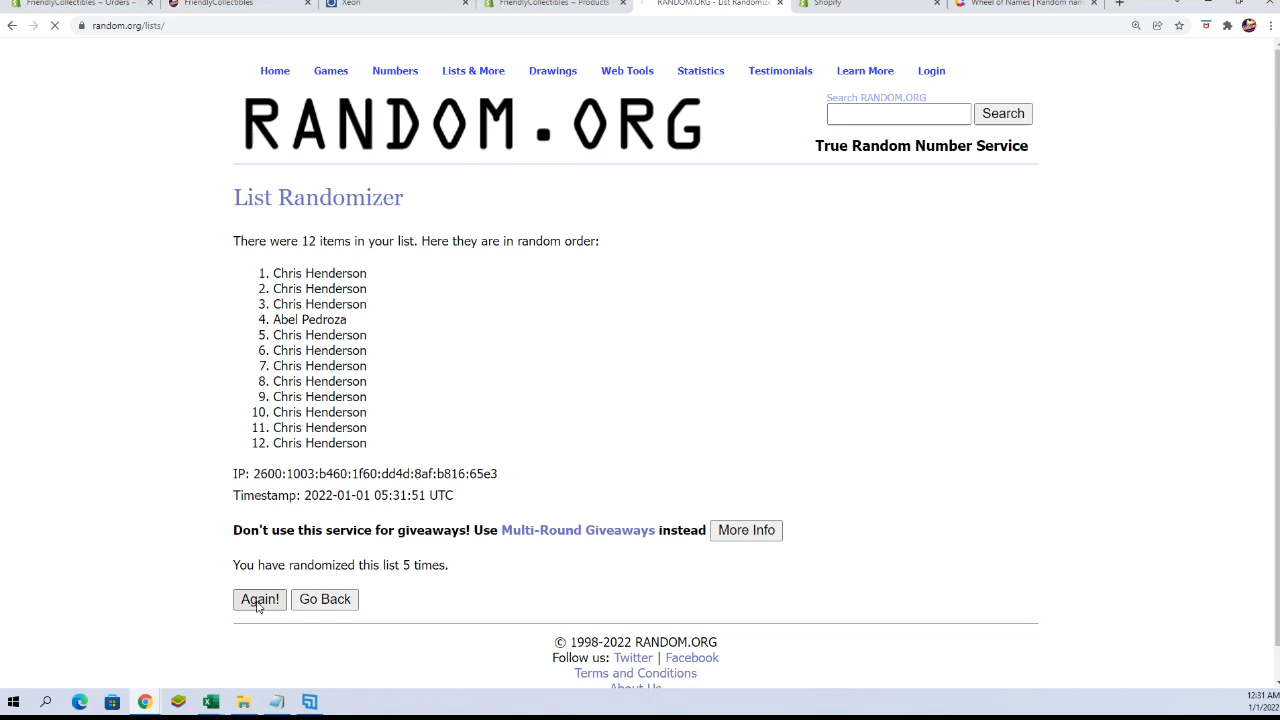 FriendlyCollectibles – Orders –
FriendlyCollectibles
Xeon
FriendlyCollectibles ~ Products
RANDOM.ORG - List Randomizer
Shopify
Wheel of Names | Random nam
random.org/lists/
Home Games Numbers Lists & More Drawings Web Tools Statistics Testimonials Learn More Login
RANDOM.ORG
Search RANDOM.ORG
Search
True Random Number Service
List Randomizer
There were 12 items in your list. Here they are in random order:
1. Chris Henderson
2. Chris Henderson
3. Chris Henderson
4. Abel Pedroza
5. Chris Henderson
6. Chris Henderson
7. Chris Henderson
8. Chris Henderson
9. Chris Henderson
10. Chris Henderson
11. Chris Henderson
12. Chris Henderson
IP: 2600:1003:b460:1f60:dd4d:8af:b816:65e3
Timestamp: 2022-01-01 05:31:51 UTC
Don't use this service for giveaways! Use Multi-Round Giveaways instead More Info
You have randomized this list 5 times.
Again! Go Back
© 1998-2022 RANDOM.ORG
Follow us: Twitter | Facebook
Terms and Conditions
About Us
12:31 AM
1/1/2022